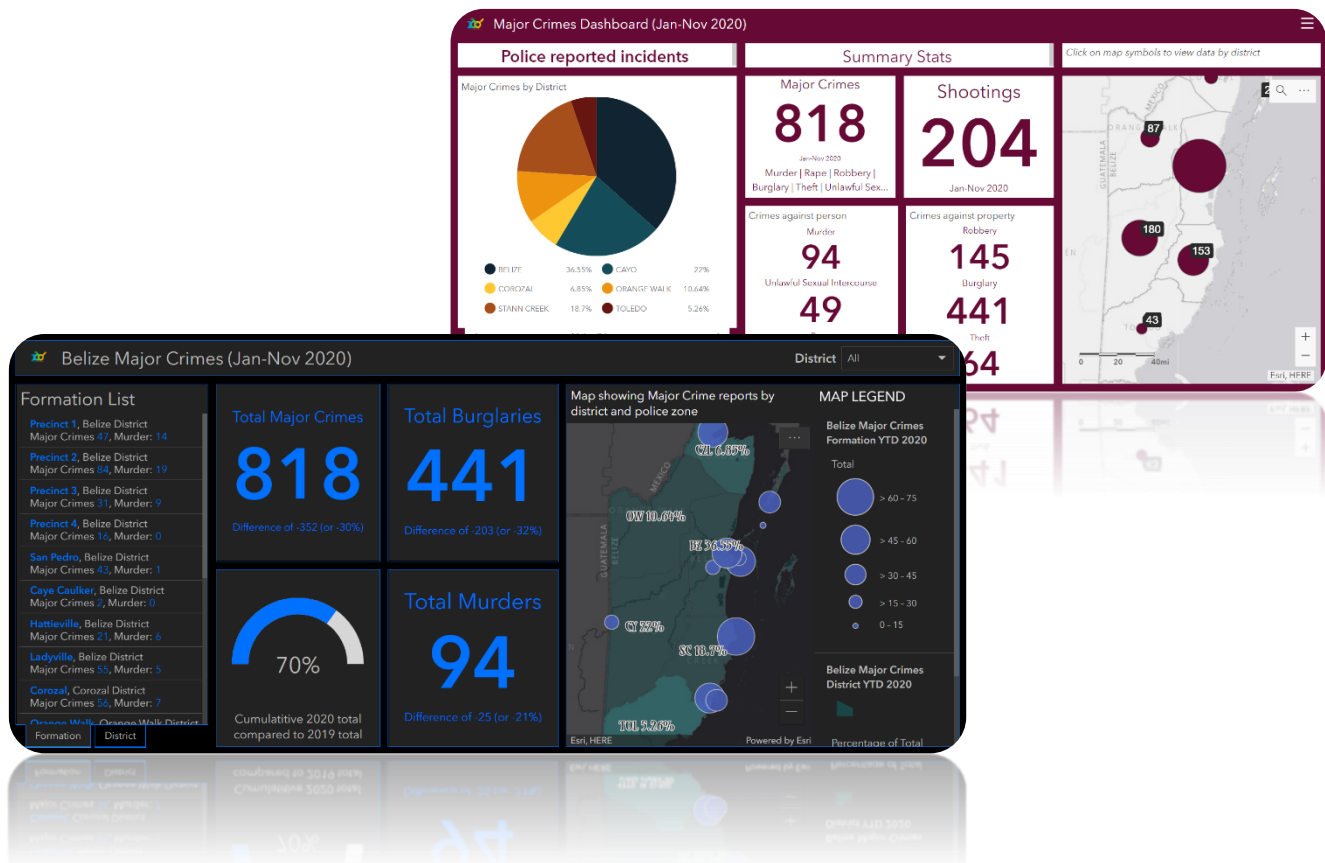 Major Crimes Dashboard (Jan-Nov 2020)
Police reported incidents
Summary Stats
Click on map symbols to view data by district
Major Crimes by District
BELIZE 36.55%
CAYO 22%
COROZAL 6.85%
ORANGE WALK 10.64%
STANN CREEK 18.7%
TOLEDO 5.26%
Major Crimes
818
Jan-Nov 2020
Murder | Rape | Robbery |
Burglary | Theft | Unlawful Sex...
Shootings
204
Jan-Nov 2020
Crimes against person
Murder
94
Unlawful Sexual Intercourse
49
Crimes against property
Robbery
145
Burglary
441
Theft
64
MEXICO
87
GUATEMALA
BELIZE
180
153
43
0 20 40mi
+
−
Esri, HERE
Belize Major Crimes (Jan-Nov 2020)
District All
Formation List
Precinct 1, Belize District
Major Crimes 47, Murder: 14
Precinct 2, Belize District
Major Crimes 84, Murder: 19
Precinct 3, Belize District
Major Crimes 31, Murder: 9
Precinct 4, Belize District
Major Crimes 16, Murder: 0
San Pedro, Belize District
Major Crimes 43, Murder: 1
Caye Caulker, Belize District
Major Crimes 2, Murder: 0
Hattieville, Belize District
Major Crimes 21, Murder: 6
Ladyville, Belize District
Major Crimes 55, Murder: 5
Corozal, Corozal District
Major Crimes 56, Murder: 7
Orange Walk, Orange Walk District
Formation
District
Total Major Crimes
818
Difference of -352 (or -30%)
Total Burglaries
441
Difference of -203 (or -32%)
70%
Cumulatitive 2020 total
compared to 2019 total
Total Murders
94
Difference of -25 (or -21%)
Map showing Major Crime reports by
district and police zone
CZL 6.85%
MEXICO
OW 10.64%
GUATEMALA
BELIZE
BZ 36.55%
CY 22%
SC 18.7%
TOL 5.26%
+
−
Esri, HERE
Powered by Esri
MAP LEGEND
Belize Major Crimes
Formation YTD 2020
Total
> 60 – 75
> 45 – 60
> 30 – 45
> 15 – 30
0 – 15
Belize Major Crimes
District YTD 2020
Percentage of Total